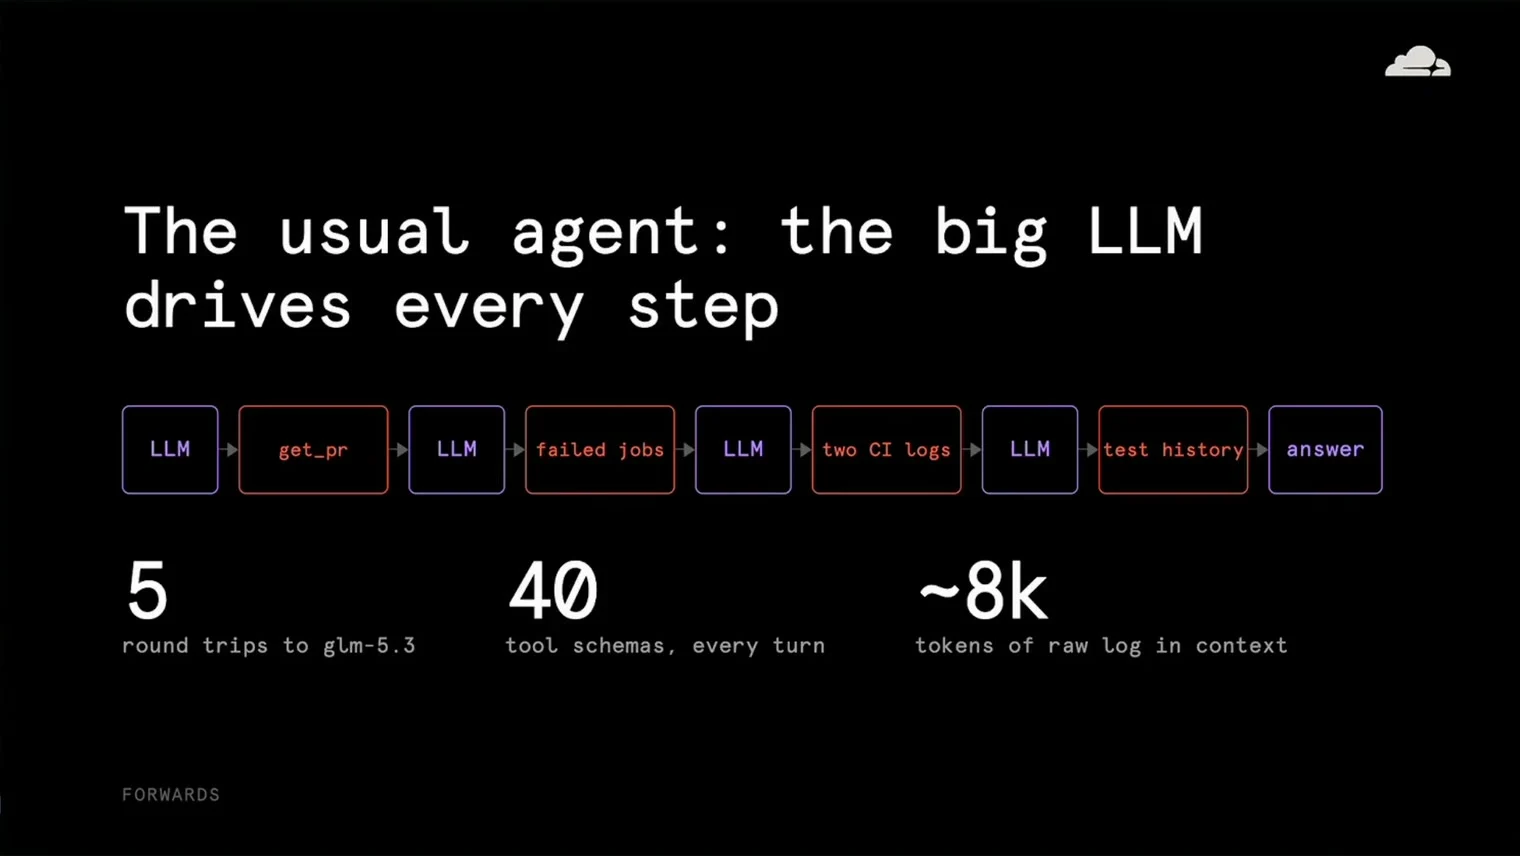 The usual agent: the big LLM
drives every step
LLM
get_pr
LLM
failed jobs
LLM
two CI logs
LLM
test history
answer
5
round trips to glm-5.3
40
tool schemas, every turn
~8k
tokens of raw log in context
FORWARDS